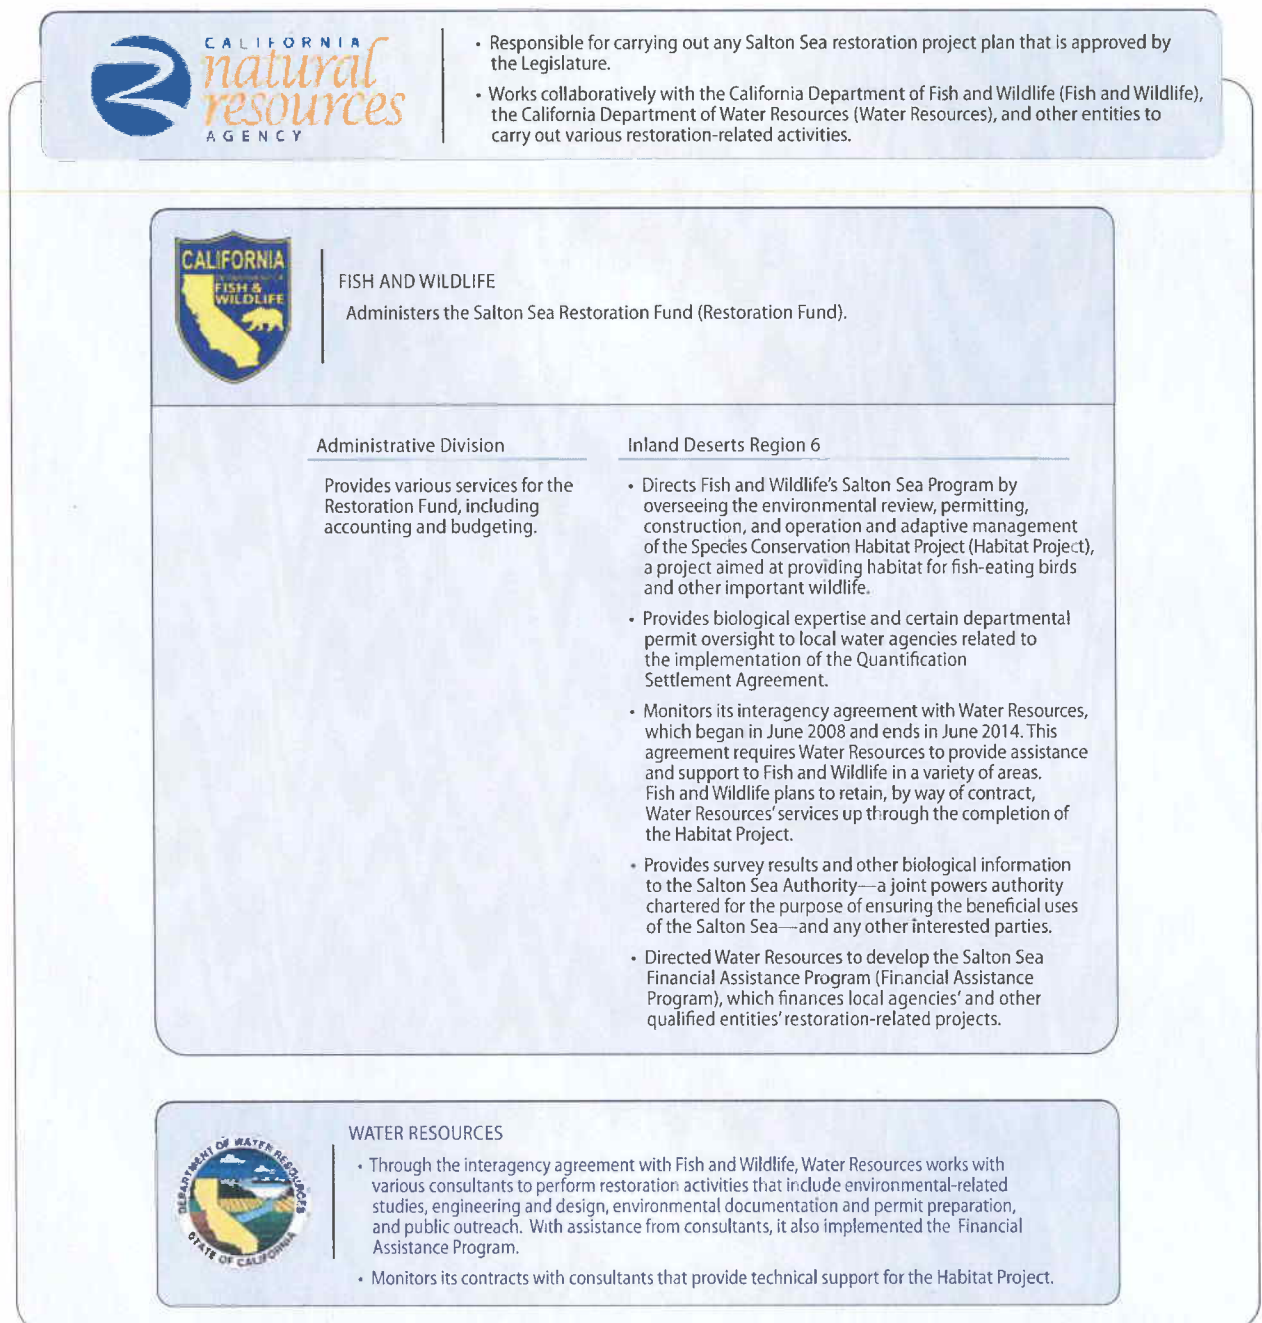 CALIFORNIA
natural
resources
AGENCY
• Responsible for carrying out any Salton Sea restoration project plan that is approved by
the Legislature.
• Works collaboratively with the California Department of Fish and Wildlife (Fish and Wildlife),
the California Department of Water Resources (Water Resources), and other entities to
carry out various restoration-related activities.
CALIFORNIA
DEPARTMENT OF
FISH &
WILDLIFE
FISH AND WILDLIFE
Administers the Salton Sea Restoration Fund (Restoration Fund).
Administrative Division
Provides various services for the
Restoration Fund, including
accounting and budgeting.
Inland Deserts Region 6
• Directs Fish and Wildlife's Salton Sea Program by
overseeing the environmental review, permitting,
construction, and operation and adaptive management
of the Species Conservation Habitat Project (Habitat Project),
a project aimed at providing habitat for fish-eating birds
and other important wildlife.
• Provides biological expertise and certain departmental
permit oversight to local water agencies related to
the implementation of the Quantification
Settlement Agreement.
• Monitors its interagency agreement with Water Resources,
which began in June 2008 and ends in June 2014. This
agreement requires Water Resources to provide assistance
and support to Fish and Wildlife in a variety of areas.
Fish and Wildlife plans to retain, by way of contract,
Water Resources' services up through the completion of
the Habitat Project.
• Provides survey results and other biological information
to the Salton Sea Authority—a joint powers authority
chartered for the purpose of ensuring the beneficial uses
of the Salton Sea—and any other interested parties.
• Directed Water Resources to develop the Salton Sea
Financial Assistance Program (Financial Assistance
Program), which finances local agencies' and other
qualified entities' restoration-related projects.
DEPARTMENT OF WATER RESOURCES
STATE OF CALIFORNIA
WATER RESOURCES
• Through the interagency agreement with Fish and Wildlife, Water Resources works with
various consultants to perform restoration activities that include environmental-related
studies, engineering and design, environmental documentation and permit preparation,
and public outreach. With assistance from consultants, it also implemented the Financial
Assistance Program.
• Monitors its contracts with consultants that provide technical support for the Habitat Project.